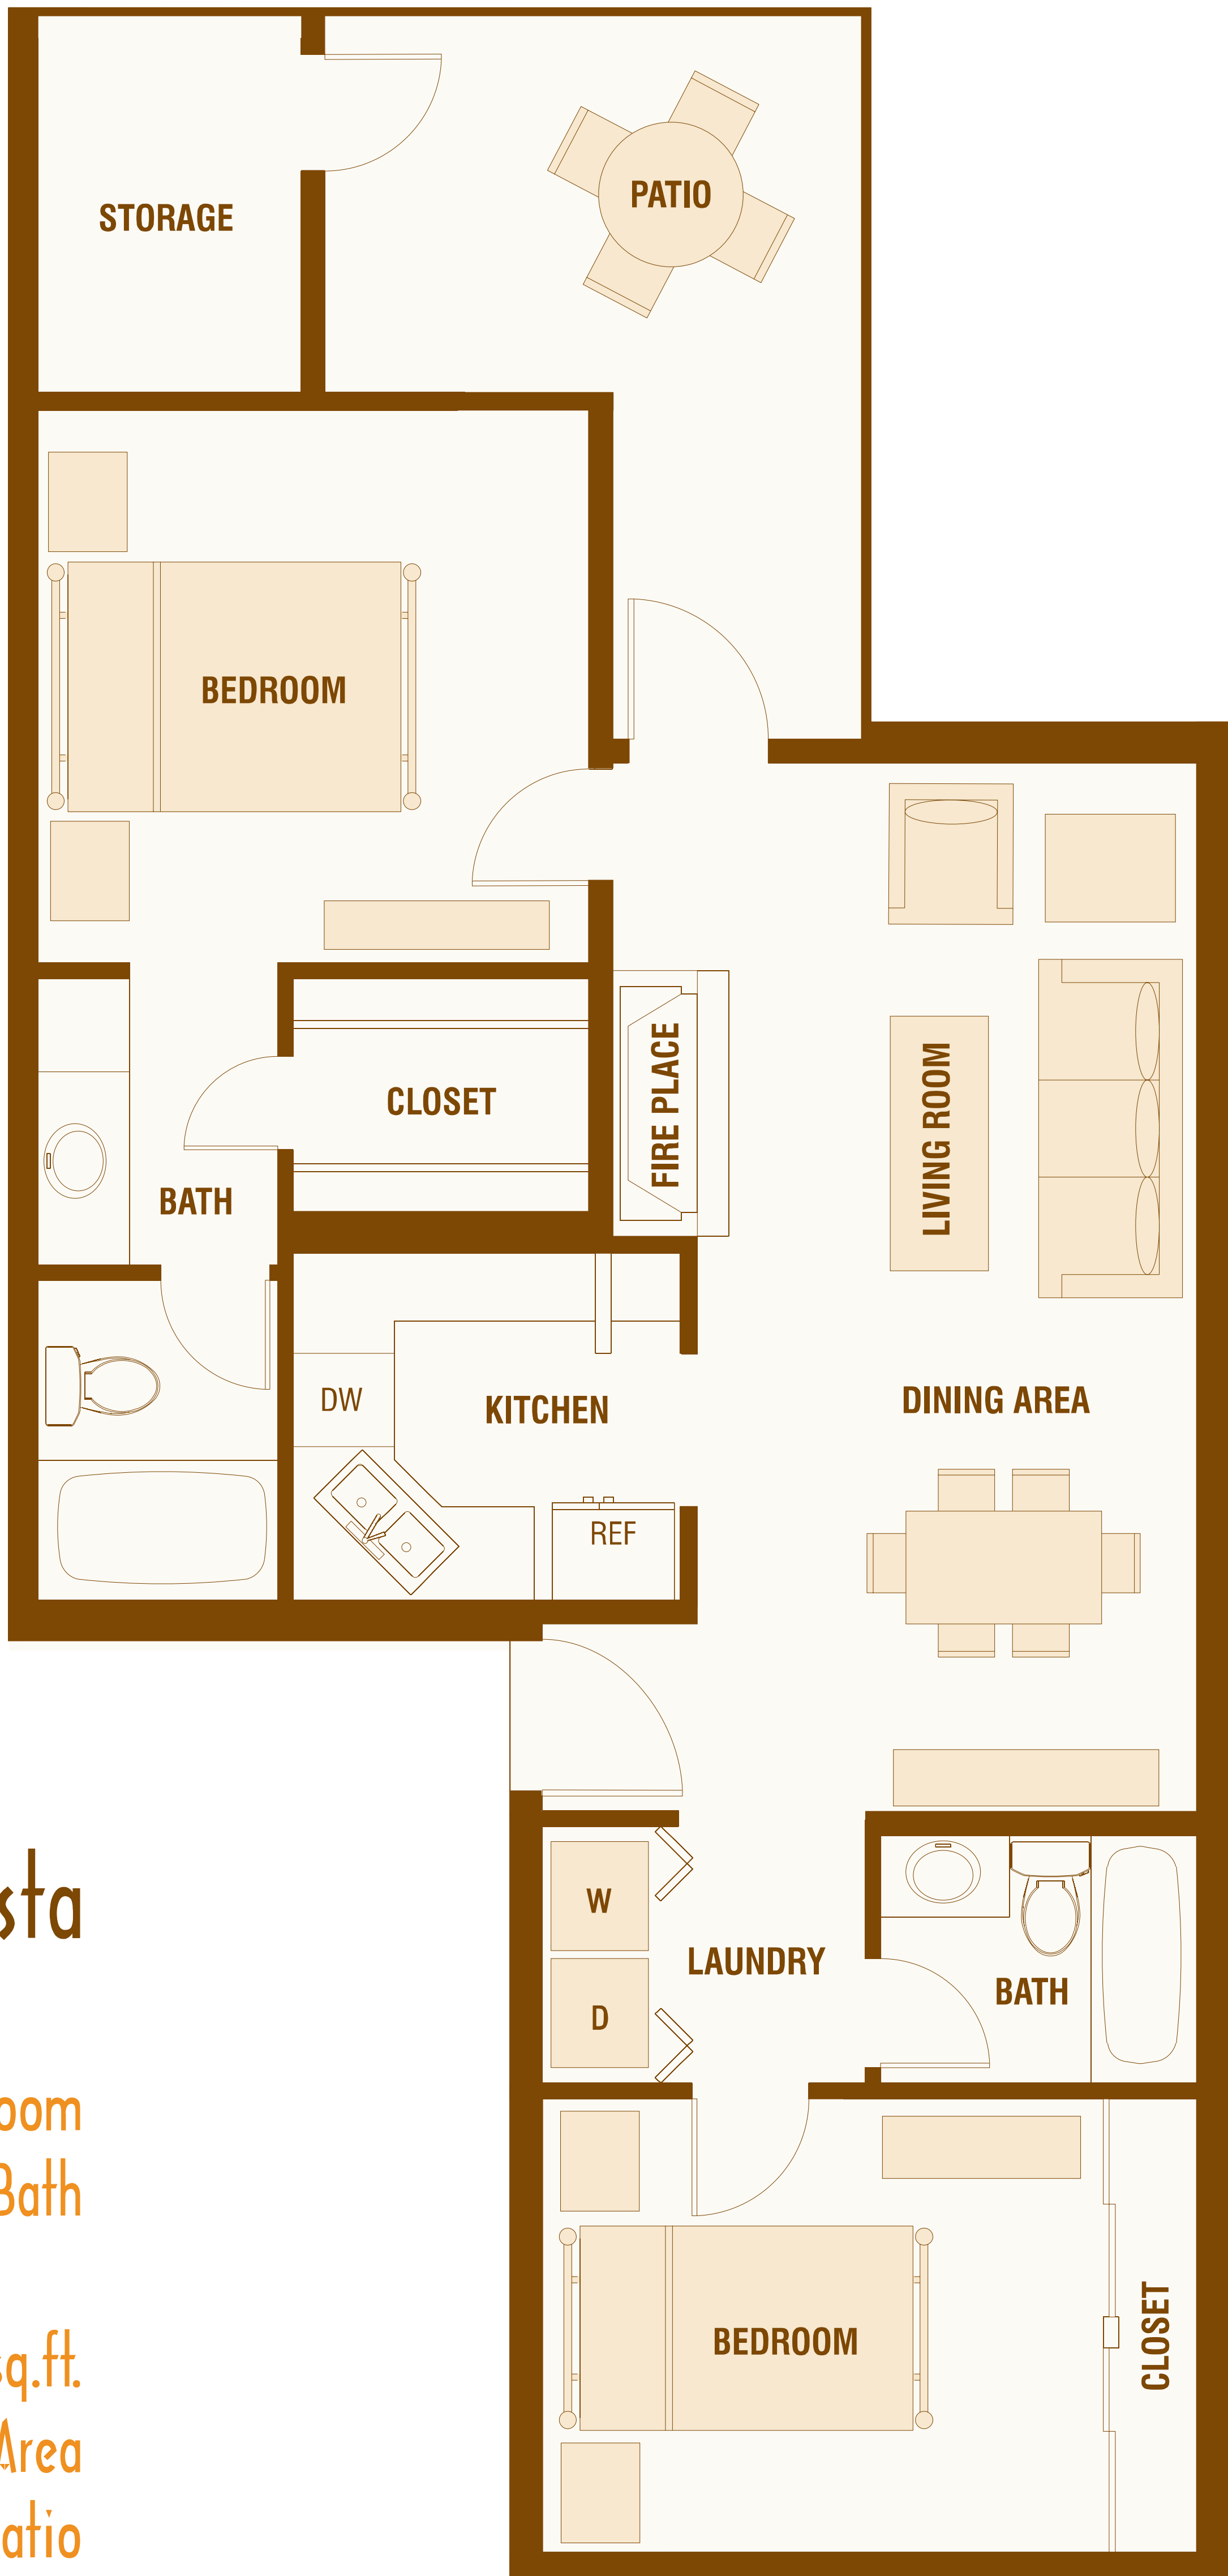 STORAGE
PATIO
BEDROOM
FIRE PLACE
LIVING ROOM
CLOSET
BATH
DW
KITCHEN
DINING AREA
REF
W
LAUNDRY
BATH
D
BEDROOM
CLOSET
sta
oom
Bath
sq.ft.
Area
atio